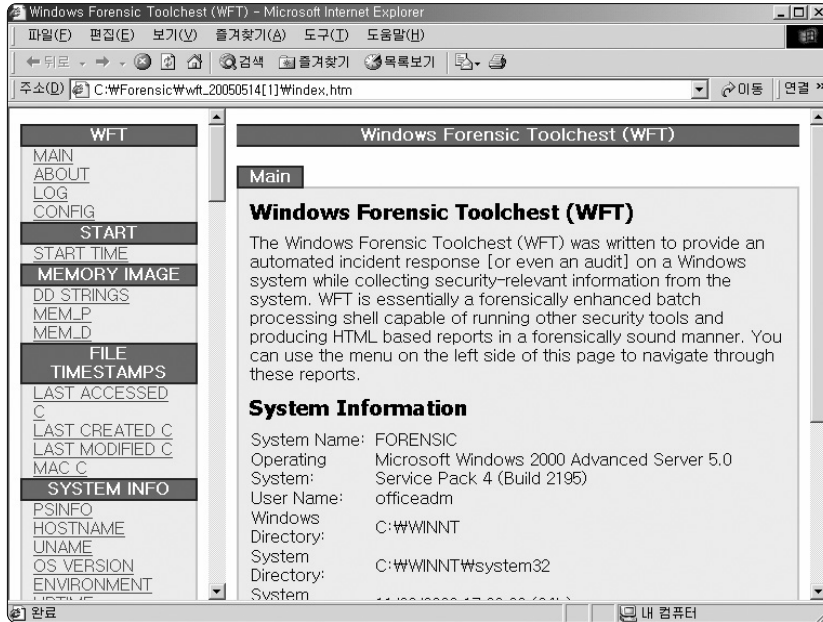 Windows Forensic Toolchest (WFT) - Microsoft Internet Explorer
파일(F) 편집(E) 보기(V) 즐겨찾기(A) 도구(T) 도움말(H)
뒤로 검색 즐겨찾기 목록보기
주소(D) C:₩Forensic₩wft_20050514[1]₩index.htm 이동 연결 »
WFT
MAIN
ABOUT
LOG
CONFIG
START
START TIME
MEMORY IMAGE
DD STRINGS
MEM_P
MEM_D
FILE
TIMESTAMPS
LAST ACCESSED
C
LAST CREATED C
LAST MODIFIED C
MAC C
SYSTEM INFO
PSINFO
HOSTNAME
UNAME
OS VERSION
ENVIRONMENT
Windows Forensic Toolchest (WFT)
Main
Windows Forensic Toolchest (WFT)
The Windows Forensic Toolchest (WFT) was written to provide an
automated incident response [or even an audit] on a Windows
system while collecting security-relevant information from the
system. WFT is essentially a forensically enhanced batch
processing shell capable of running other security tools and
producing HTML based reports in a forensically sound manner. You
can use the menu on the left side of this page to navigate through
these reports.
System Information
System Name: FORENSIC
Operating System: Microsoft Windows 2000 Advanced Server 5.0
Service Pack 4 (Build 2195)
User Name: officeadm
Windows Directory: C:₩WINNT
System Directory: C:₩WINNT₩system32
System
완료 내 컴퓨터